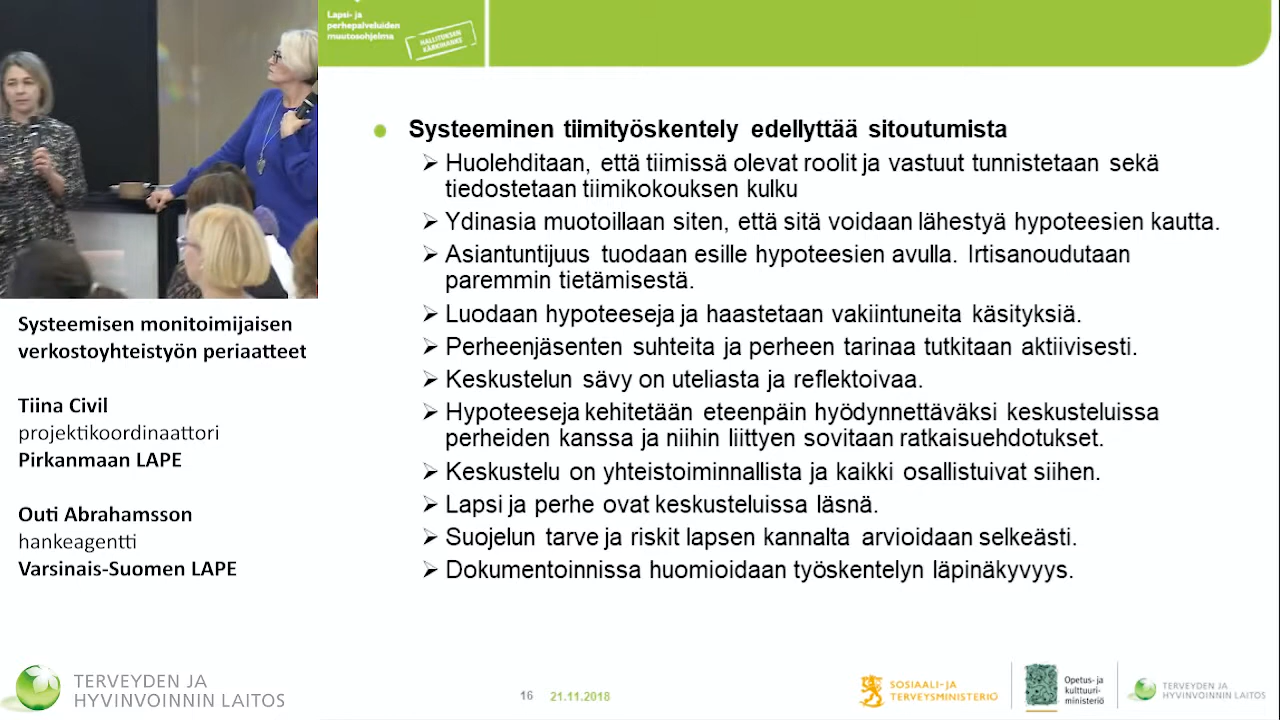 Lapsi- ja
perhepalveluiden
muutosohjelma
HALLITUKSEN
KÄRKIHANKE
Systeeminen tiimityöskentely edellyttää sitoutumista
Huolehditaan, että tiimissä olevat roolit ja vastuut tunnistetaan sekä
tiedostetaan tiimikokouksen kulku
Ydinasia muotoillaan siten, että sitä voidaan lähestyä hypoteesien kautta.
Asiantuntijuus tuodaan esille hypoteesien avulla. Irtisanoudutaan
paremmin tietämisestä.
Luodaan hypoteeseja ja haastetaan vakiintuneita käsityksiä.
Perheenjäsenten suhteita ja perheen tarinaa tutkitaan aktiivisesti.
Keskustelun sävy on uteliasta ja reflektoivaa.
Hypoteeseja kehitetään eteenpäin hyödynnettäväksi keskusteluissa
perheiden kanssa ja niihin liittyen sovitaan ratkaisuehdotukset.
Keskustelu on yhteistoiminnallista ja kaikki osallistuivat siihen.
Lapsi ja perhe ovat keskusteluissa läsnä.
Suojelun tarve ja riskit lapsen kannalta arvioidaan selkeästi.
Dokumentoinnissa huomioidaan työskentelyn läpinäkyvyys.
Systeemisen monitoimijaisen
verkostoyhteistyön periaatteet
Tiina Civil
projektikoordinaattori
Pirkanmaan LAPE
Outi Abrahamsson
hankeagentti
Varsinais-Suomen LAPE
TERVEYDEN JA
HYVINVOINNIN LAITOS
16 21.11.2018
SOSIAALI- JA
TERVEYSMINISTERIÖ
Opetus- ja
kulttuuri-
ministeriö
TERVEYDEN JA
HYVINVOINNIN LAITOS